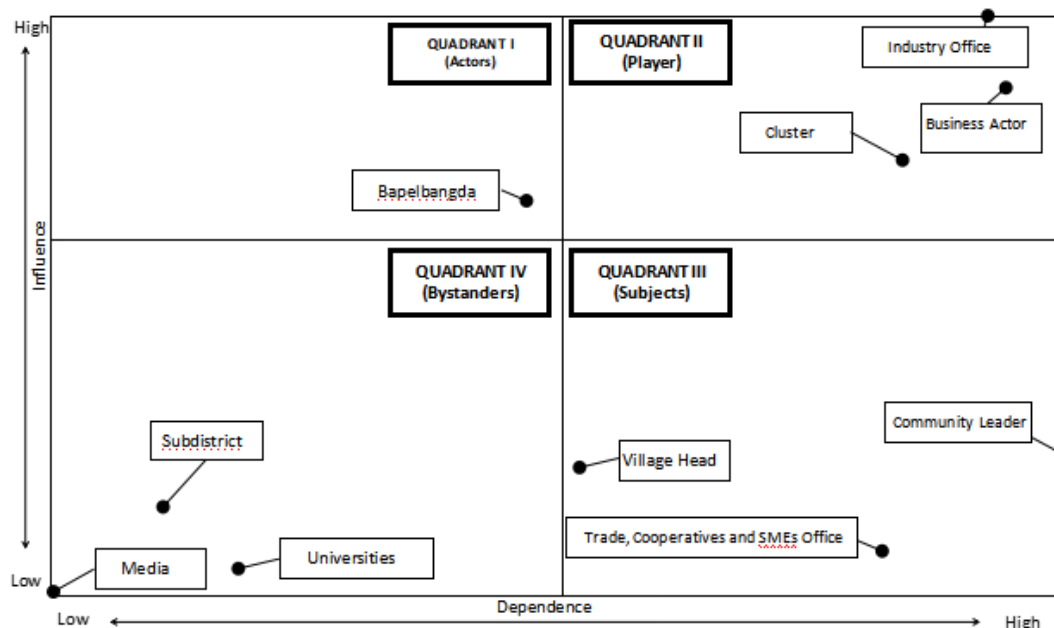 High
QUADRANT I
(Actors)
QUADRANT II
(Player)
Industry Office
Business Actor
Cluster
Bapelbangda
Influence
QUADRANT IV
(Bystanders)
QUADRANT III
(Subjects)
Subdistrict
Community Leader
Village Head
Trade, Cooperatives and SMEs Office
Universities
Media
Low
Dependence
Low
High